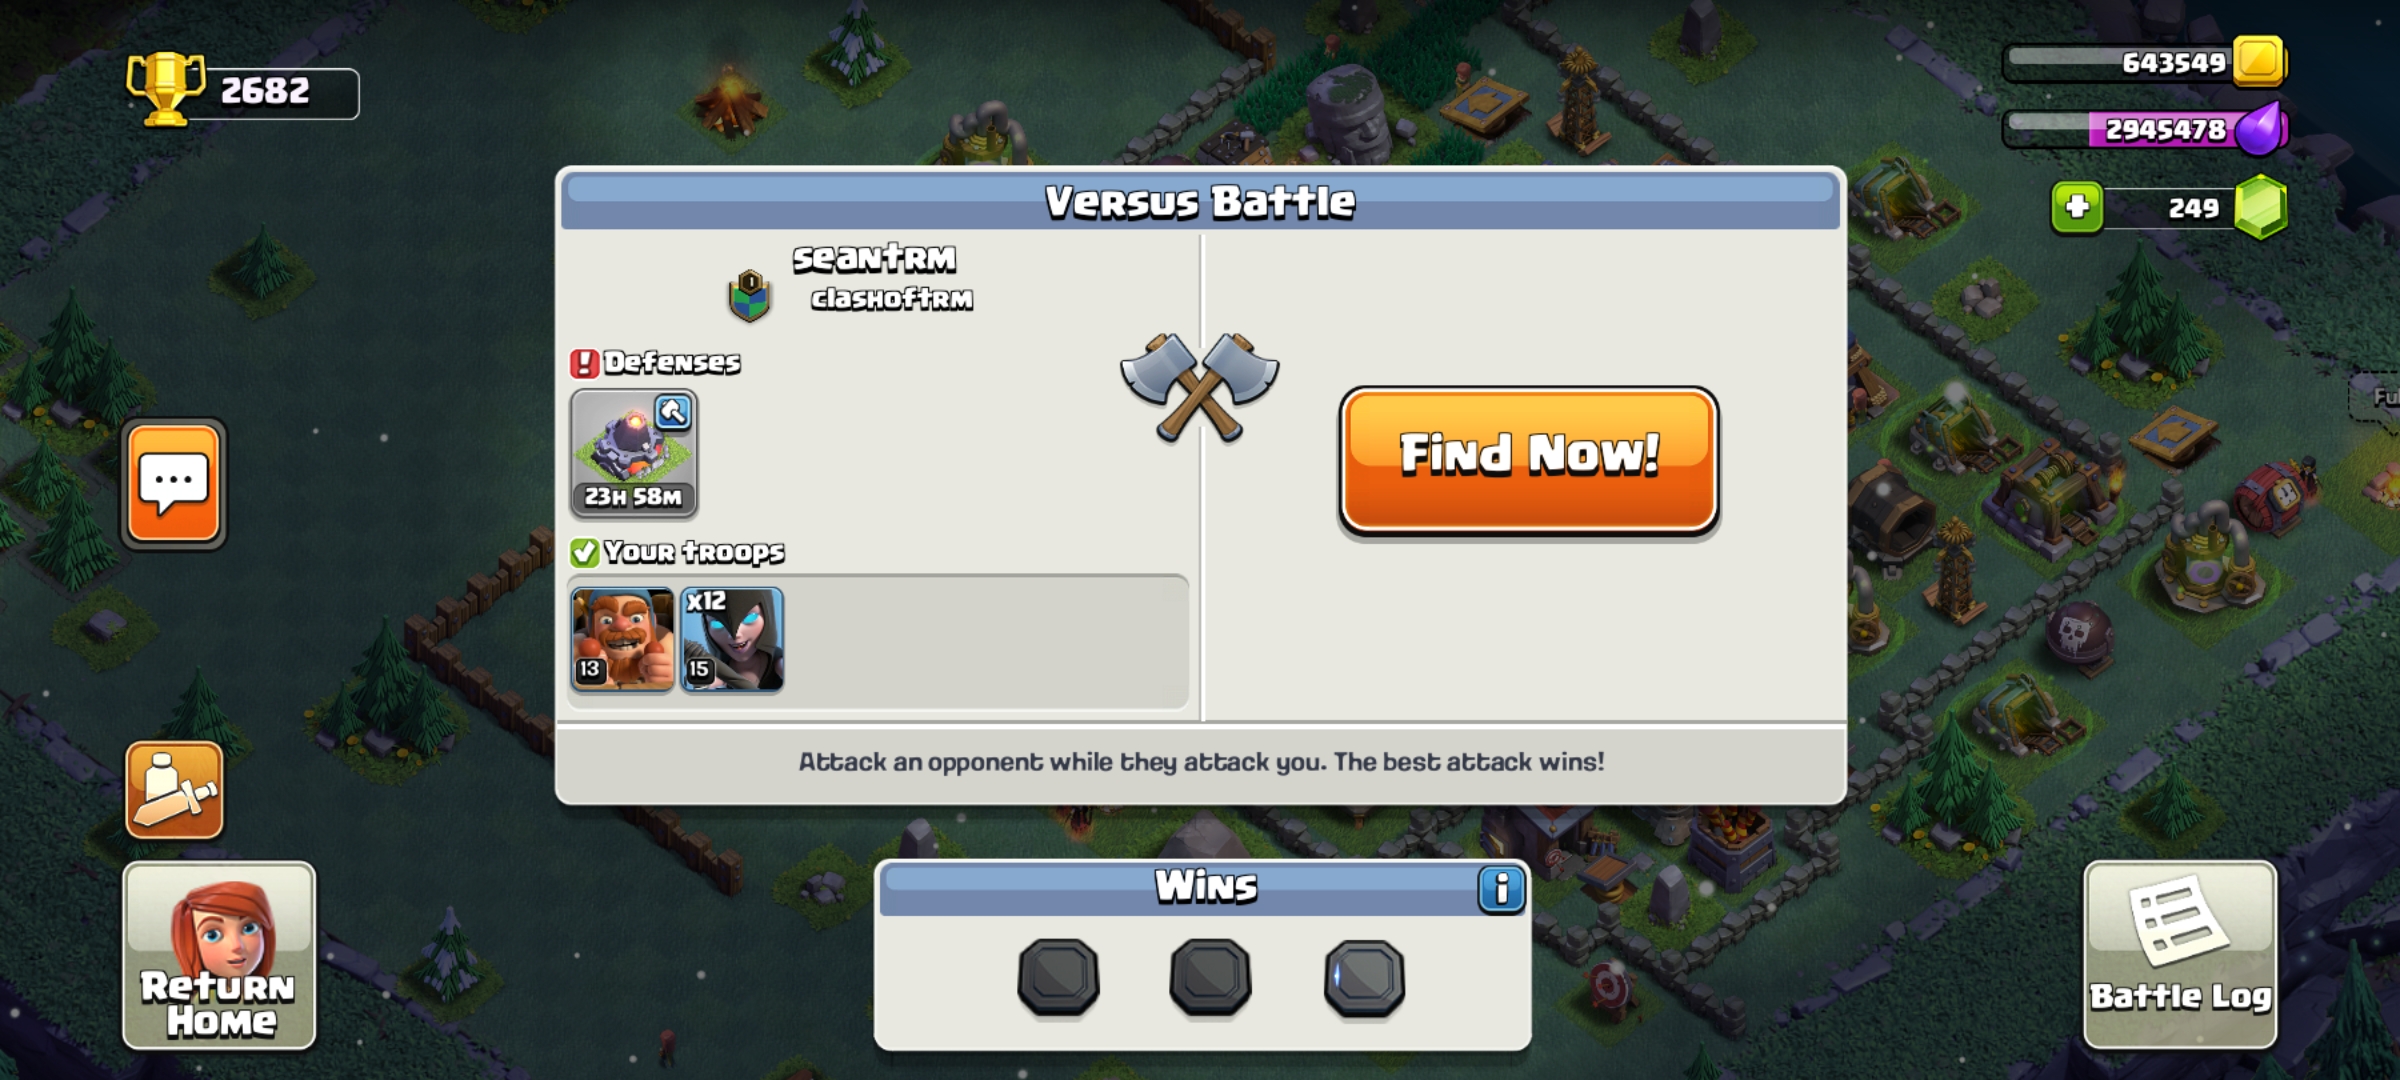 2682
643549
2945478
249
Versus Battle
seantrm
1
clashoftrm
Defenses
23H 58M
Your troops
13
x12
15
Find Now!
Attack an opponent while they attack you. The best attack wins!
Wins
i
Return
Home
Battle Log